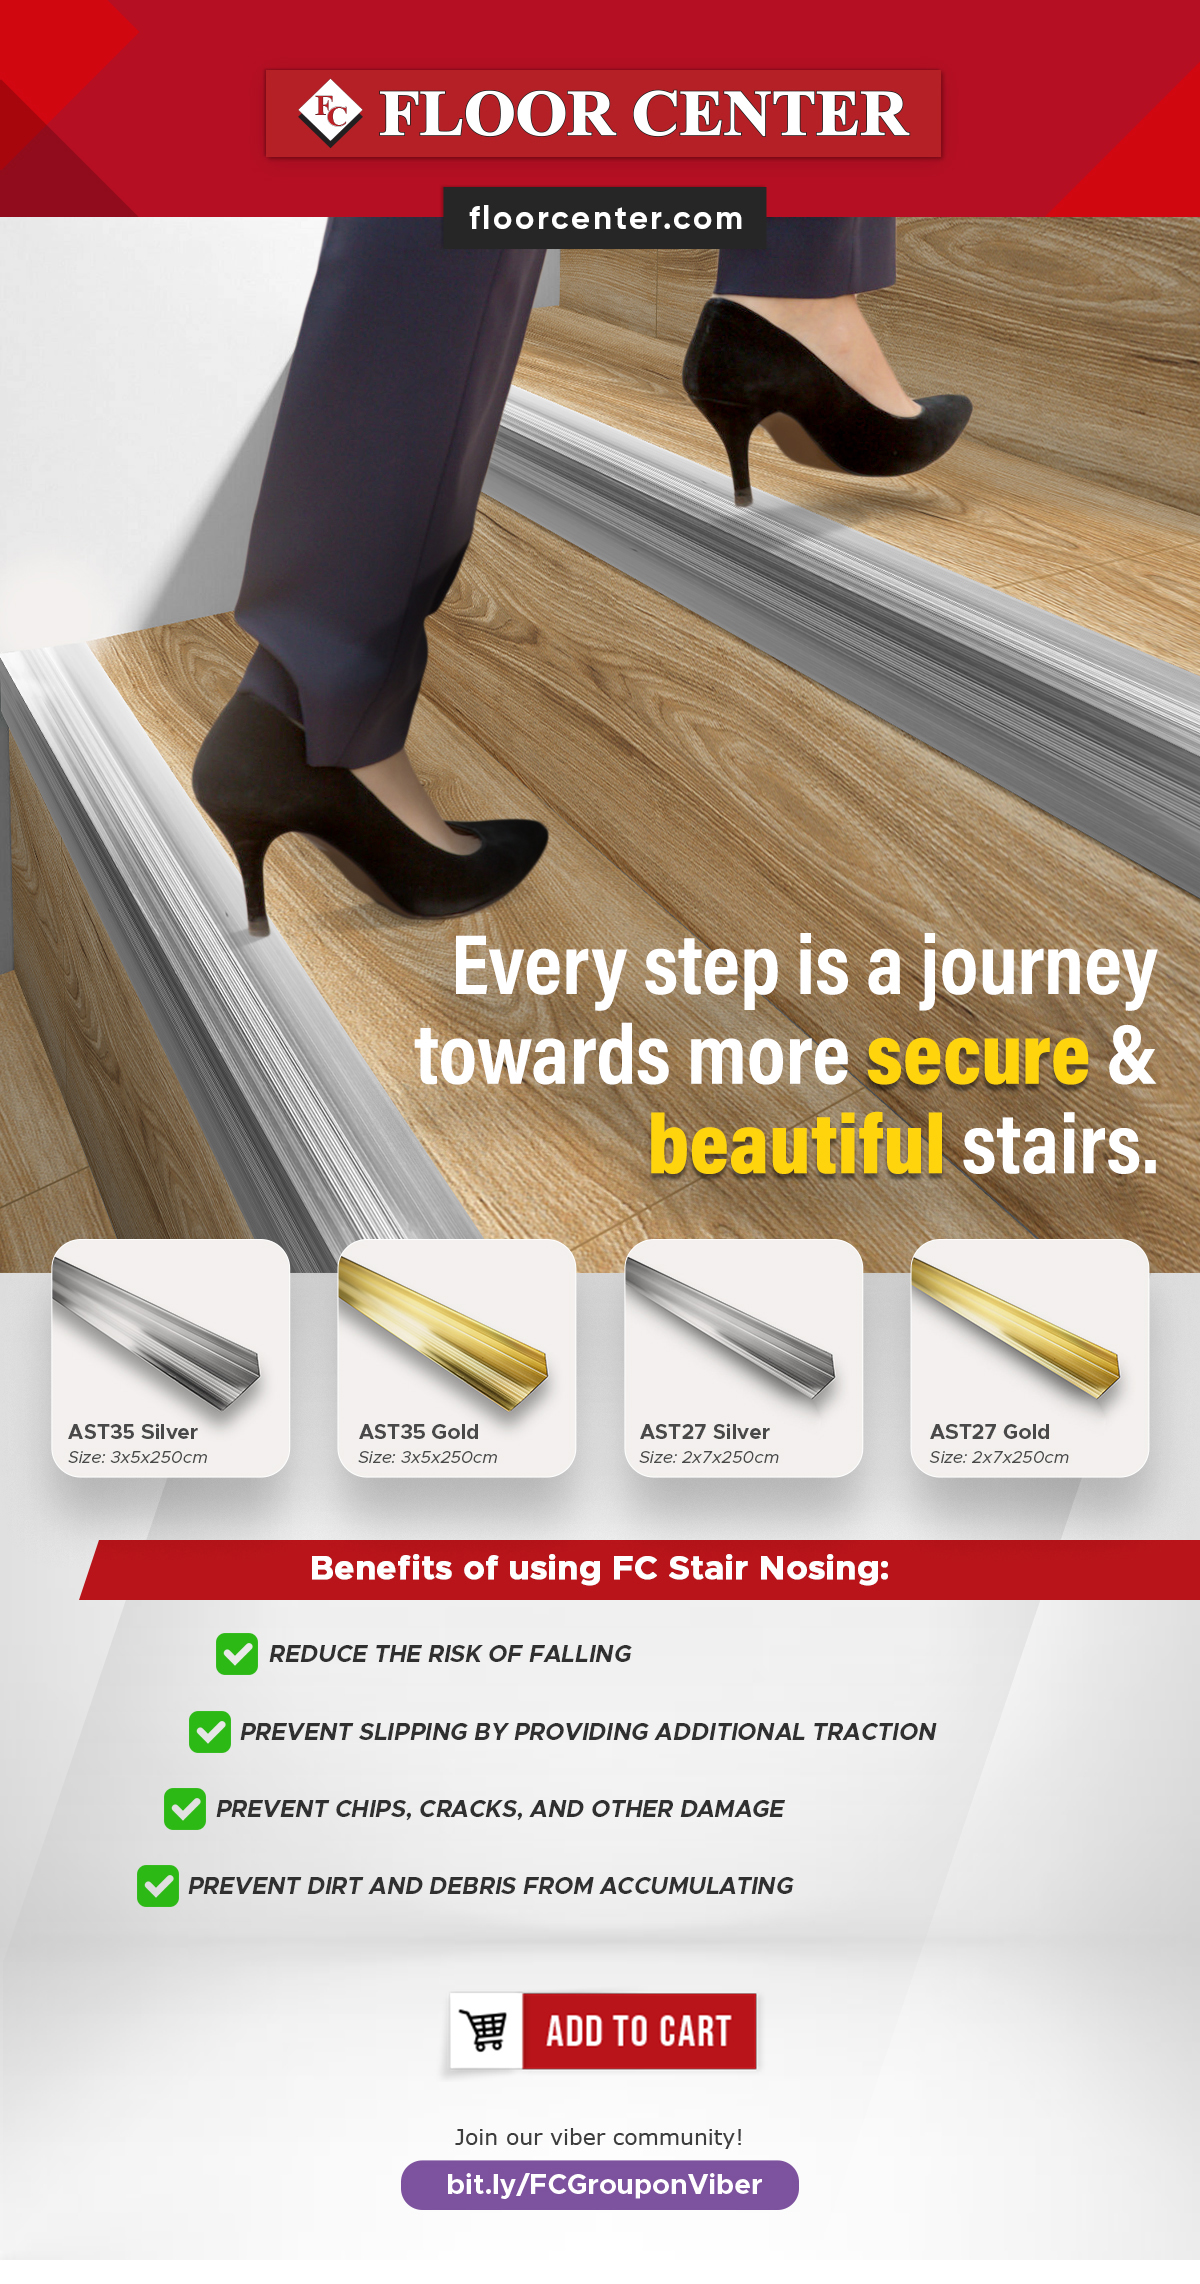 FC FLOOR CENTER
floorcenter.com
Every step is a journey
towards more secure &
beautiful stairs.
AST35 Silver
Size: 3x5x250cm
AST35 Gold
Size: 3x5x250cm
AST27 Silver
Size: 2x7x250cm
AST27 Gold
Size: 2x7x250cm
Benefits of using FC Stair Nosing:
REDUCE THE RISK OF FALLING
PREVENT SLIPPING BY PROVIDING ADDITIONAL TRACTION
PREVENT CHIPS, CRACKS, AND OTHER DAMAGE
PREVENT DIRT AND DEBRIS FROM ACCUMULATING
ADD TO CART
Join our viber community!
bit.ly/FCGrouponViber